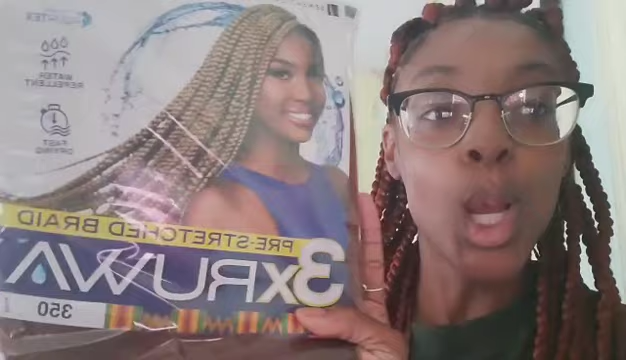 WATER
REPELLENT
FAST
DRYING
PRE-STRETCHED BRAID
3xRUWA
350